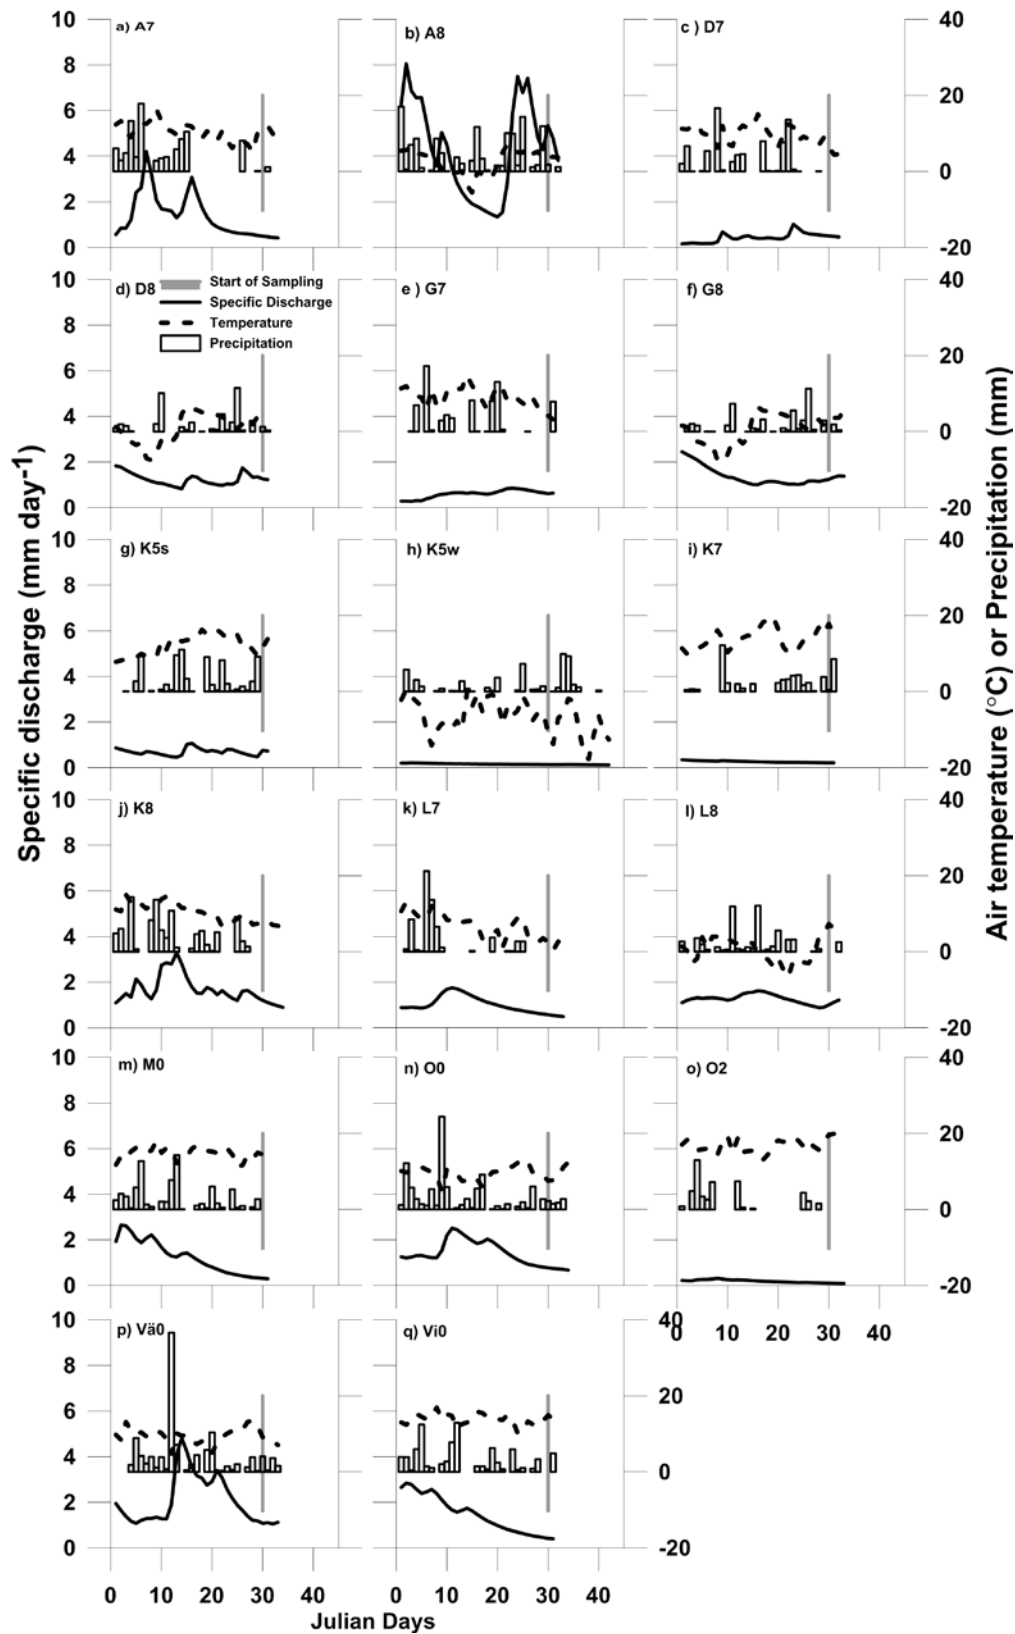 10
8
6
4
2
0
a) A7
b ) A8
c ) D7
40
20
0
-20
10
8
6
4
2
0
d) D8
Start of Sampling
Specific Discharge
Temperature
Precipitation
e ) G7
f) G8
20
0
-20
10
8
6
4
2
0
g) K5s
h) K5w
i) K7
40
20
0
-20
10
8
6
4
2
0
j) K8
k) L7
l) L8
40
20
0
-20
10
8
6
4
2
0
m) M0
n) O0
o) O2
40
20
0
-20
0 10 20 30 40
10
8
6
4
2
0
p) Vä0
q) Vi0
40
20
0
-20
0 10 20 30
0 10 20 30 40
Julian Days
Specific discharge (mm day-1)
Air temperature (°C) or Precipitation (mm)